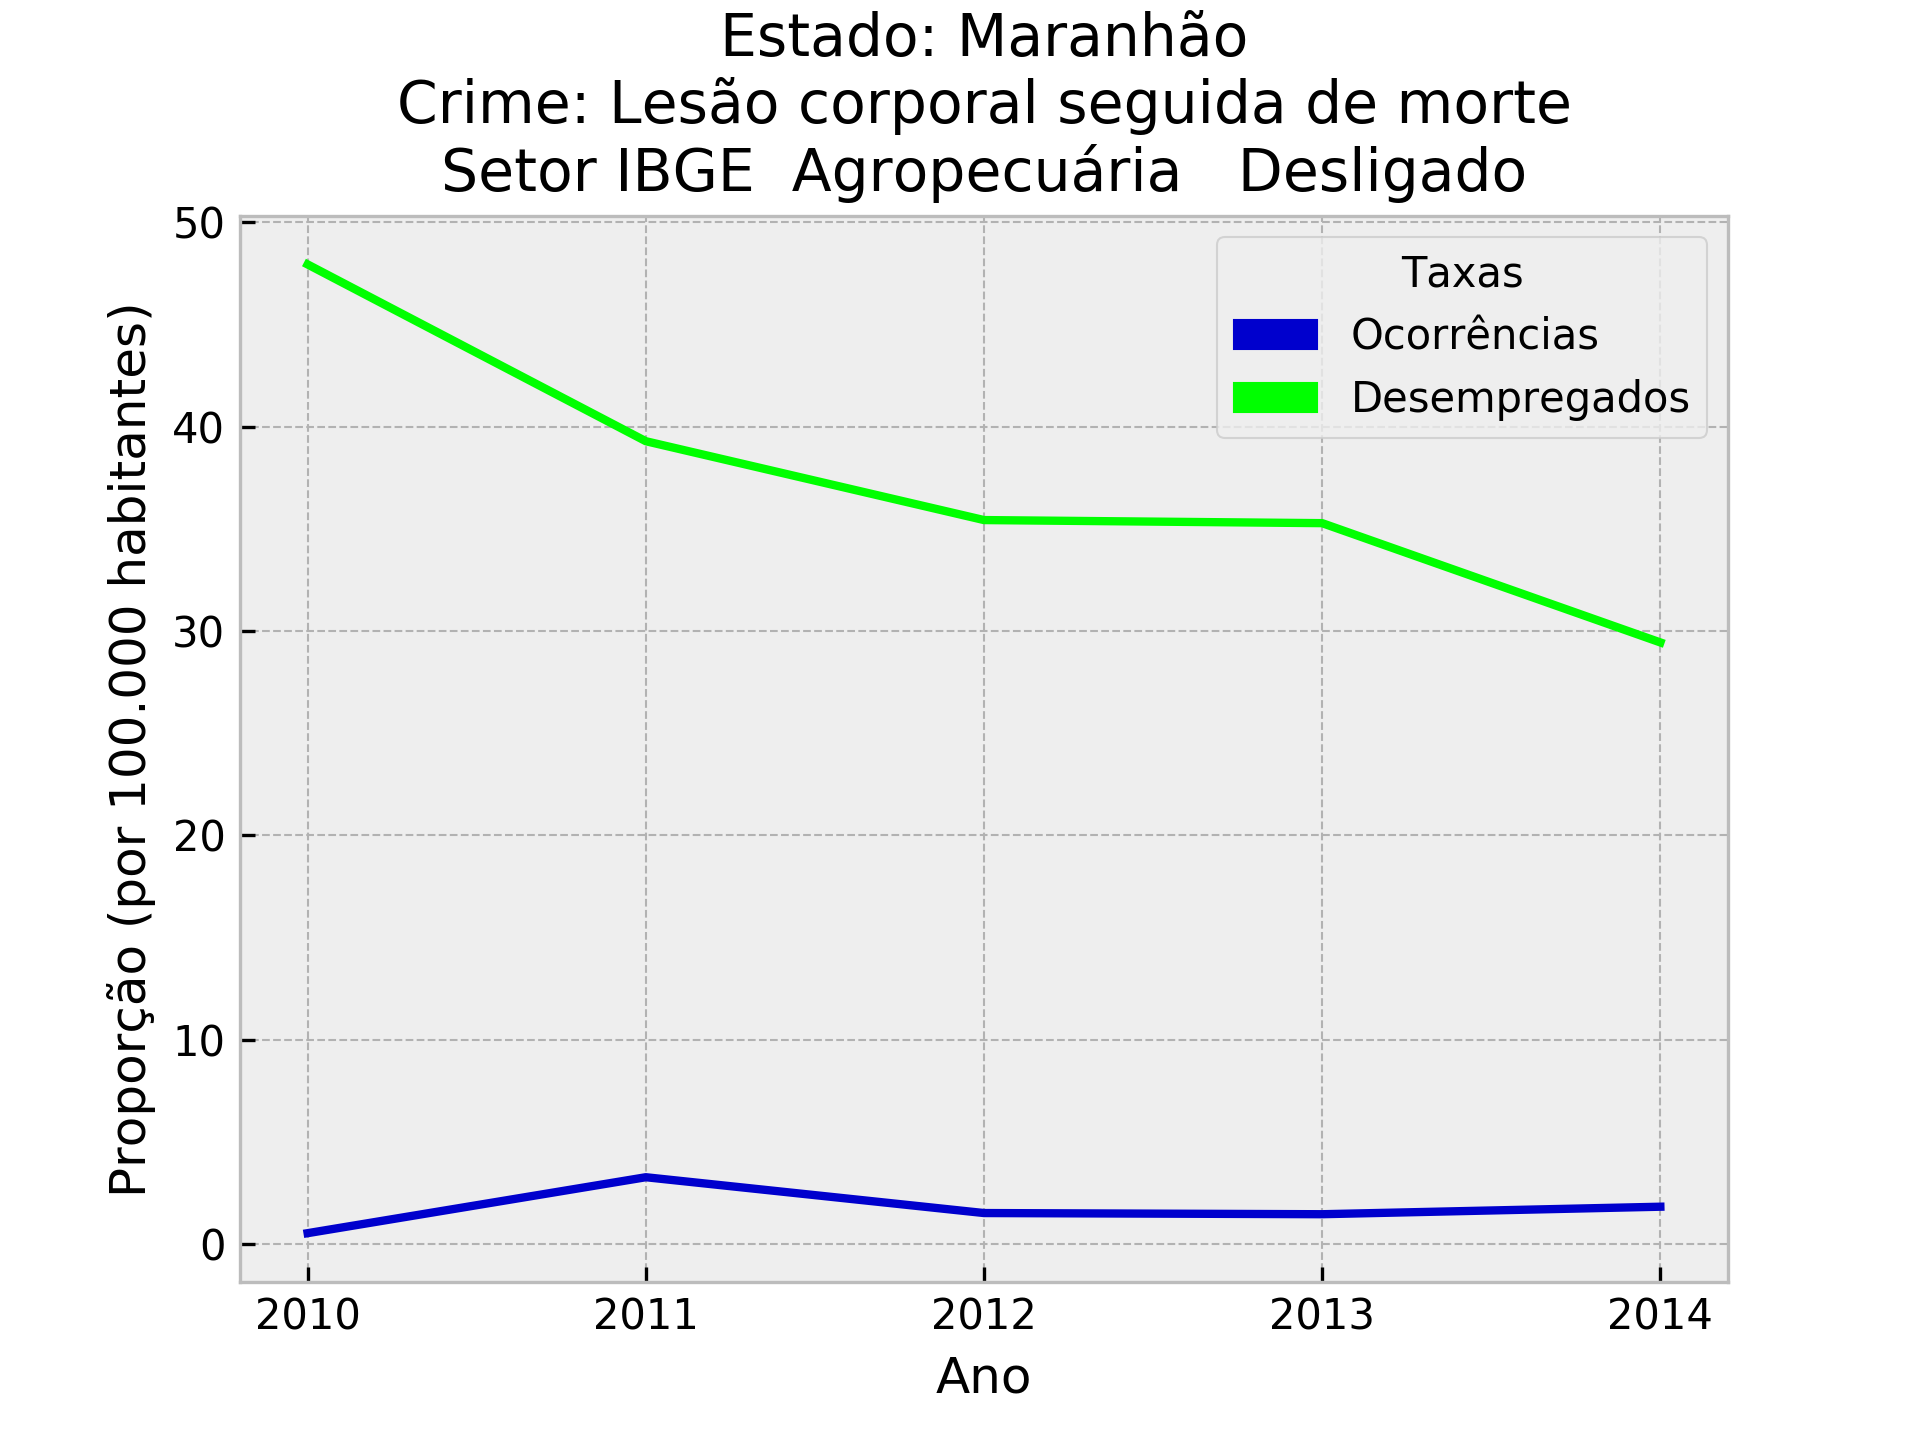 Estado: Maranhão
Crime: Lesão corporal seguida de morte
Setor IBGE  Agropecuária   Desligado
Proporção (por 100.000 habitantes)
50
40
30
20
10
0
Taxas
Ocorrências
Desempregados
2010 2011 2012 2013 2014
Ano